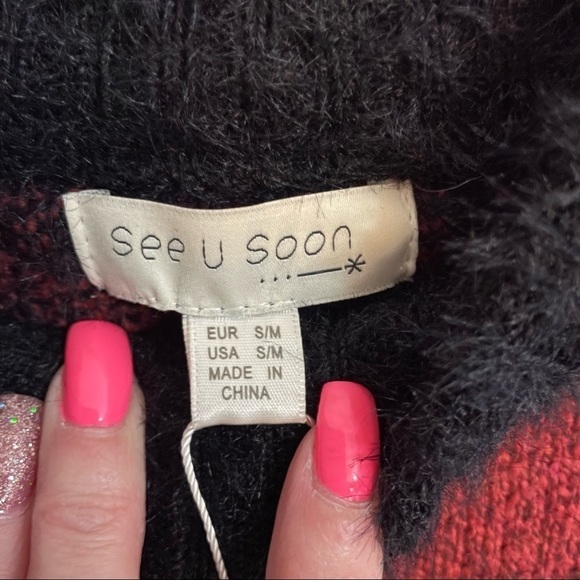 see u soon
...—*
EUR S/M
USA S/M
MADE IN
CHINA